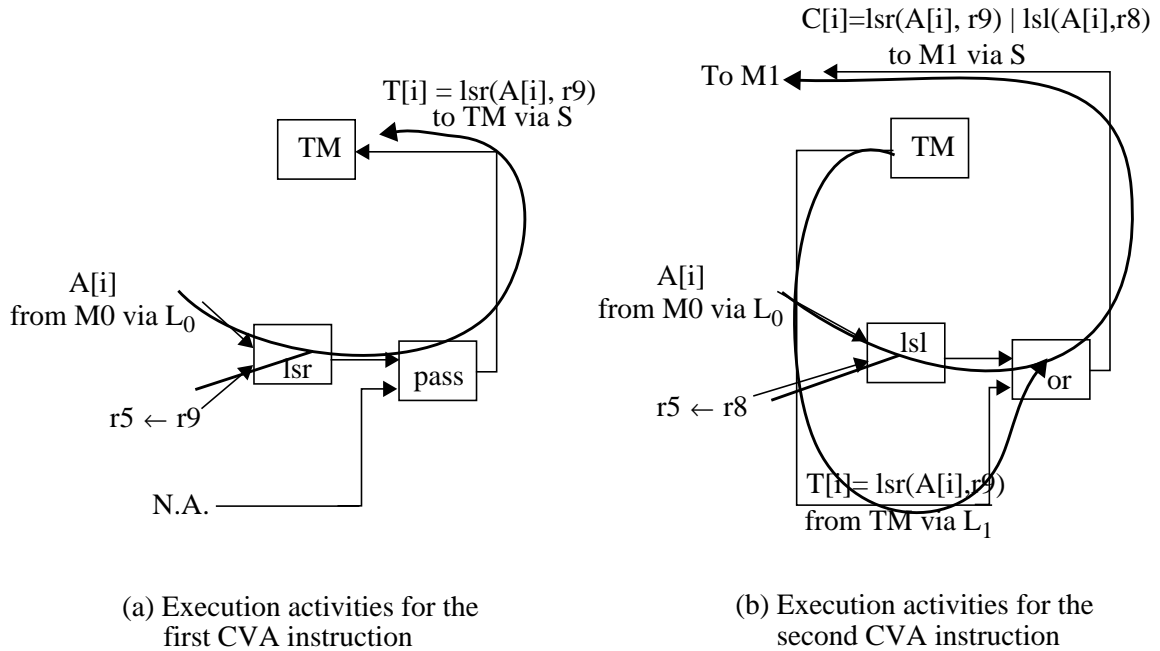 T[i] = lsr(A[i], r9)
to TM via S
TM
A[i]
from M0 via L0
lsr
pass
r5 ← r9
N.A.
(a) Execution activities for the
first CVA instruction
C[i]=lsr(A[i], r9) | lsl(A[i],r8)
to M1 via S
To M1
TM
A[i]
from M0 via L0
lsl
or
r5 ← r8
T[i]= lsr(A[i],r9)
from TM via L1
(b) Execution activities for the
second CVA instruction